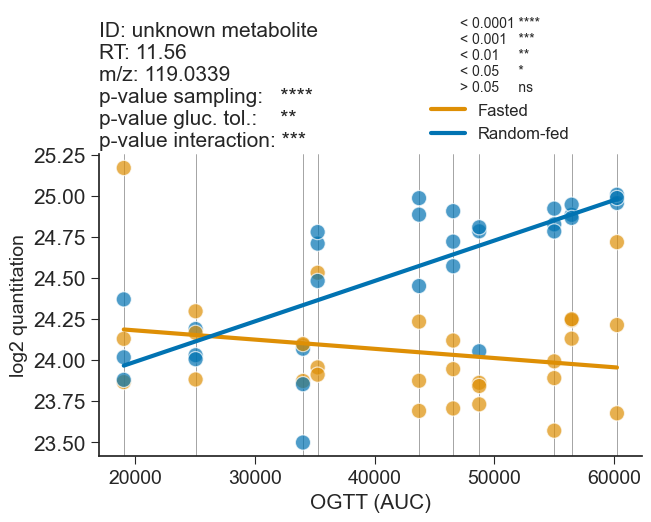 ID: unknown metabolite
RT: 11.56
m/z: 119.0339
p-value sampling: ****
p-value gluc. tol.: **
p-value interaction: ***
< 0.0001 ****
< 0.001 ***
< 0.01 **
< 0.05 *
> 0.05 ns
Fasted
Random-fed
log2 quantitation
25.25
25.00
24.75
24.50
24.25
24.00
23.75
23.50
20000 30000 40000 50000 60000
OGTT (AUC)